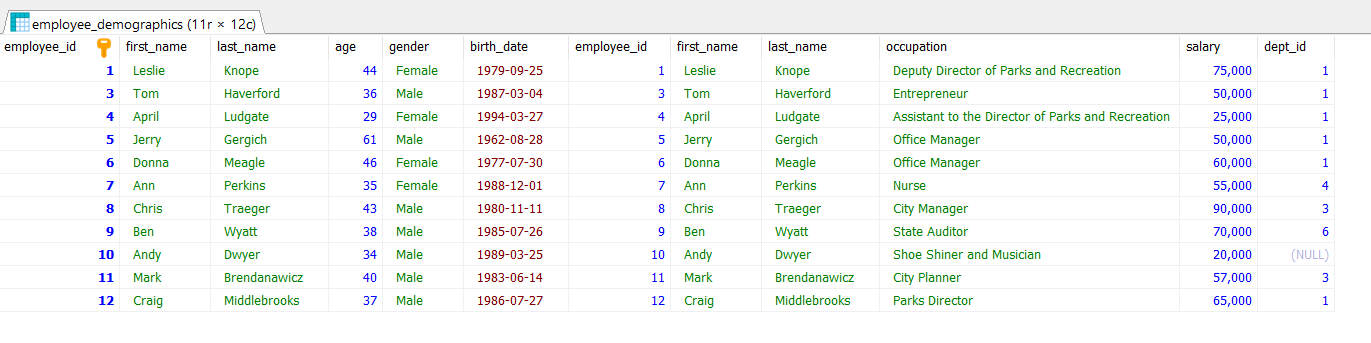 employee_demographics (11r × 12c)
employee_id first_name last_name age gender birth_date employee_id first_name last_name occupation salary dept_id
1 Leslie Knope 44 Female 1979-09-25 1 Leslie Knope Deputy Director of Parks and Recreation 75,000 1
3 Tom Haverford 36 Male 1987-03-04 3 Tom Haverford Entrepreneur 50,000 1
4 April Ludgate 29 Female 1994-03-27 4 April Ludgate Assistant to the Director of Parks and Recreation 25,000 1
5 Jerry Gergich 61 Male 1962-08-28 5 Jerry Gergich Office Manager 50,000 1
6 Donna Meagle 46 Female 1977-07-30 6 Donna Meagle Office Manager 60,000 1
7 Ann Perkins 35 Female 1988-12-01 7 Ann Perkins Nurse 55,000 4
8 Chris Traeger 43 Male 1980-11-11 8 Chris Traeger City Manager 90,000 3
9 Ben Wyatt 38 Male 1985-07-26 9 Ben Wyatt State Auditor 70,000 6
10 Andy Dwyer 34 Male 1989-03-25 10 Andy Dwyer Shoe Shiner and Musician 20,000 (NULL)
11 Mark Brendanawicz 40 Male 1983-06-14 11 Mark Brendanawicz City Planner 57,000 3
12 Craig Middlebrooks 37 Male 1986-07-27 12 Craig Middlebrooks Parks Director 65,000 1